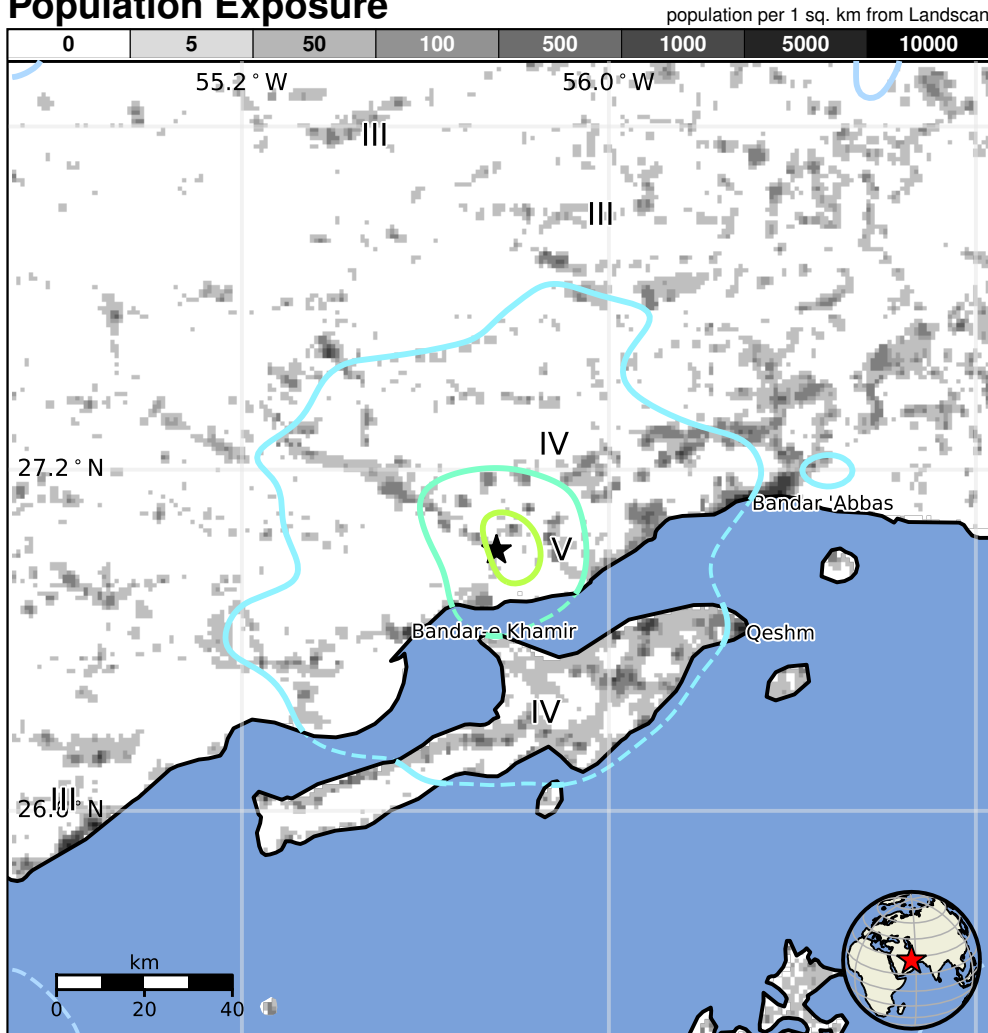 Population Exposure
population per 1 sq. km from Landscan
0 5 50 100 500 1000 5000 10000
55.2°W 56.0°W
III
III
IV
27.2°N
Bandar 'Abbas
V
Bandar-e Khamir
Qeshm
IV
III
26.8°N
km
0 20 40